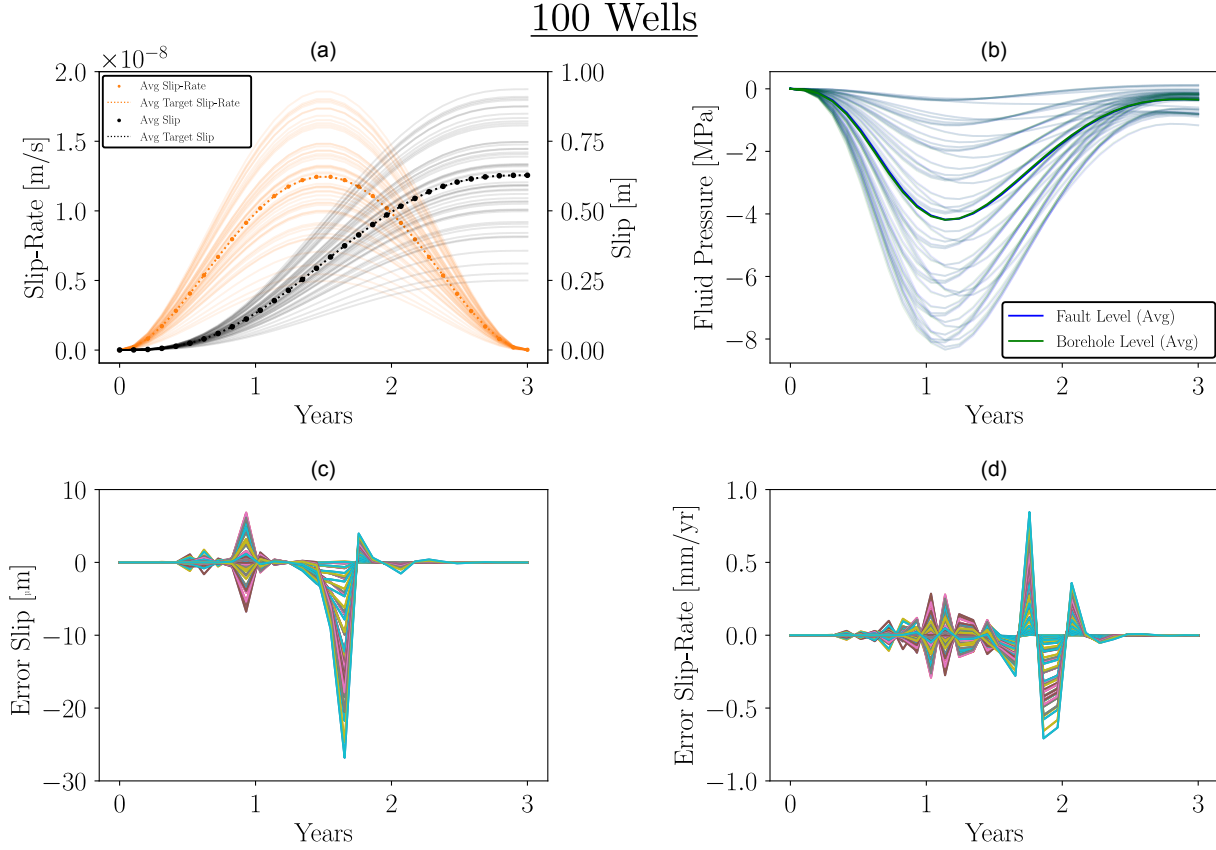 100 Wells
(a)
×10⁻⁸
2.0
1.5
1.0
0.5
0.0
Slip-Rate [m/s]
Avg Slip-Rate
Avg Target Slip-Rate
Avg Slip
Avg Target Slip
1.00
0.75
0.50
0.25
0.00
Slip [m]
0 1 2 3
Years
(b)
0
−2
−4
−6
−8
Fluid Pressure [MPa]
Fault Level (Avg)
Borehole Level (Avg)
0 1 2 3
Years
(c)
10
0
−10
−20
−30
Error Slip [μm]
0 1 2 3
Years
(d)
1.0
0.5
0.0
−0.5
−1.0
Error Slip-Rate [mm/yr]
0 1 2 3
Years